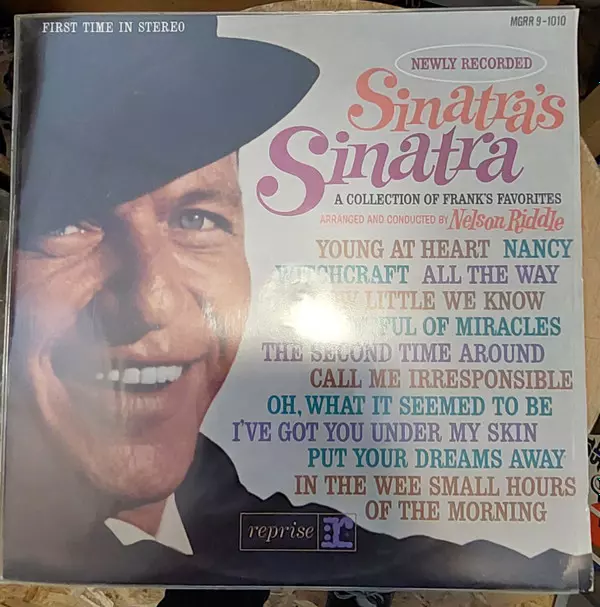 FIRST TIME IN STEREO
MGRR 9-1010
NEWLY RECORDED
Sinatra's
Sinatra
A COLLECTION OF FRANK'S FAVORITES
ARRANGED AND CONDUCTED BY Nelson Riddle
YOUNG AT HEART NANCY
WITCHCRAFT ALL THE WAY
LITTLE WE KNOW
OF MIRACLES
THE SECOND TIME AROUND
CALL ME IRRESPONSIBLE
OH, WHAT IT SEEMED TO BE
I'VE GOT YOU UNDER MY SKIN
PUT YOUR DREAMS AWAY
IN THE WEE SMALL HOURS
OF THE MORNING
reprise r: